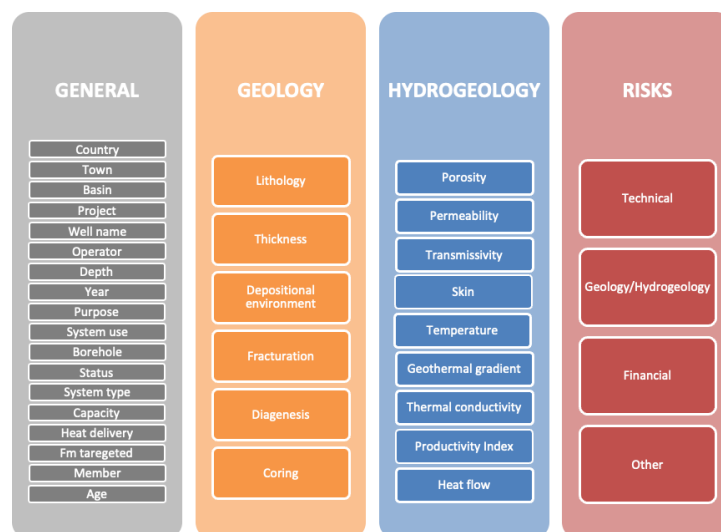 GENERAL
Country
Town
Basin
Project
Well name
Operator
Depth
Year
Purpose
System use
Borehole
Status
System type
Capacity
Heat delivery
Fm taregeted
Member
Age
GEOLOGY
Lithology
Thickness
Depositional
environment
Fracturation
Diagenesis
Coring
HYDROGEOLOGY
Porosity
Permeability
Transmissivity
Skin
Temperature
Geothermal gradient
Thermal conductivity
Productivity Index
Heat flow
RISKS
Technical
Geology/Hydrogeology
Financial
Other